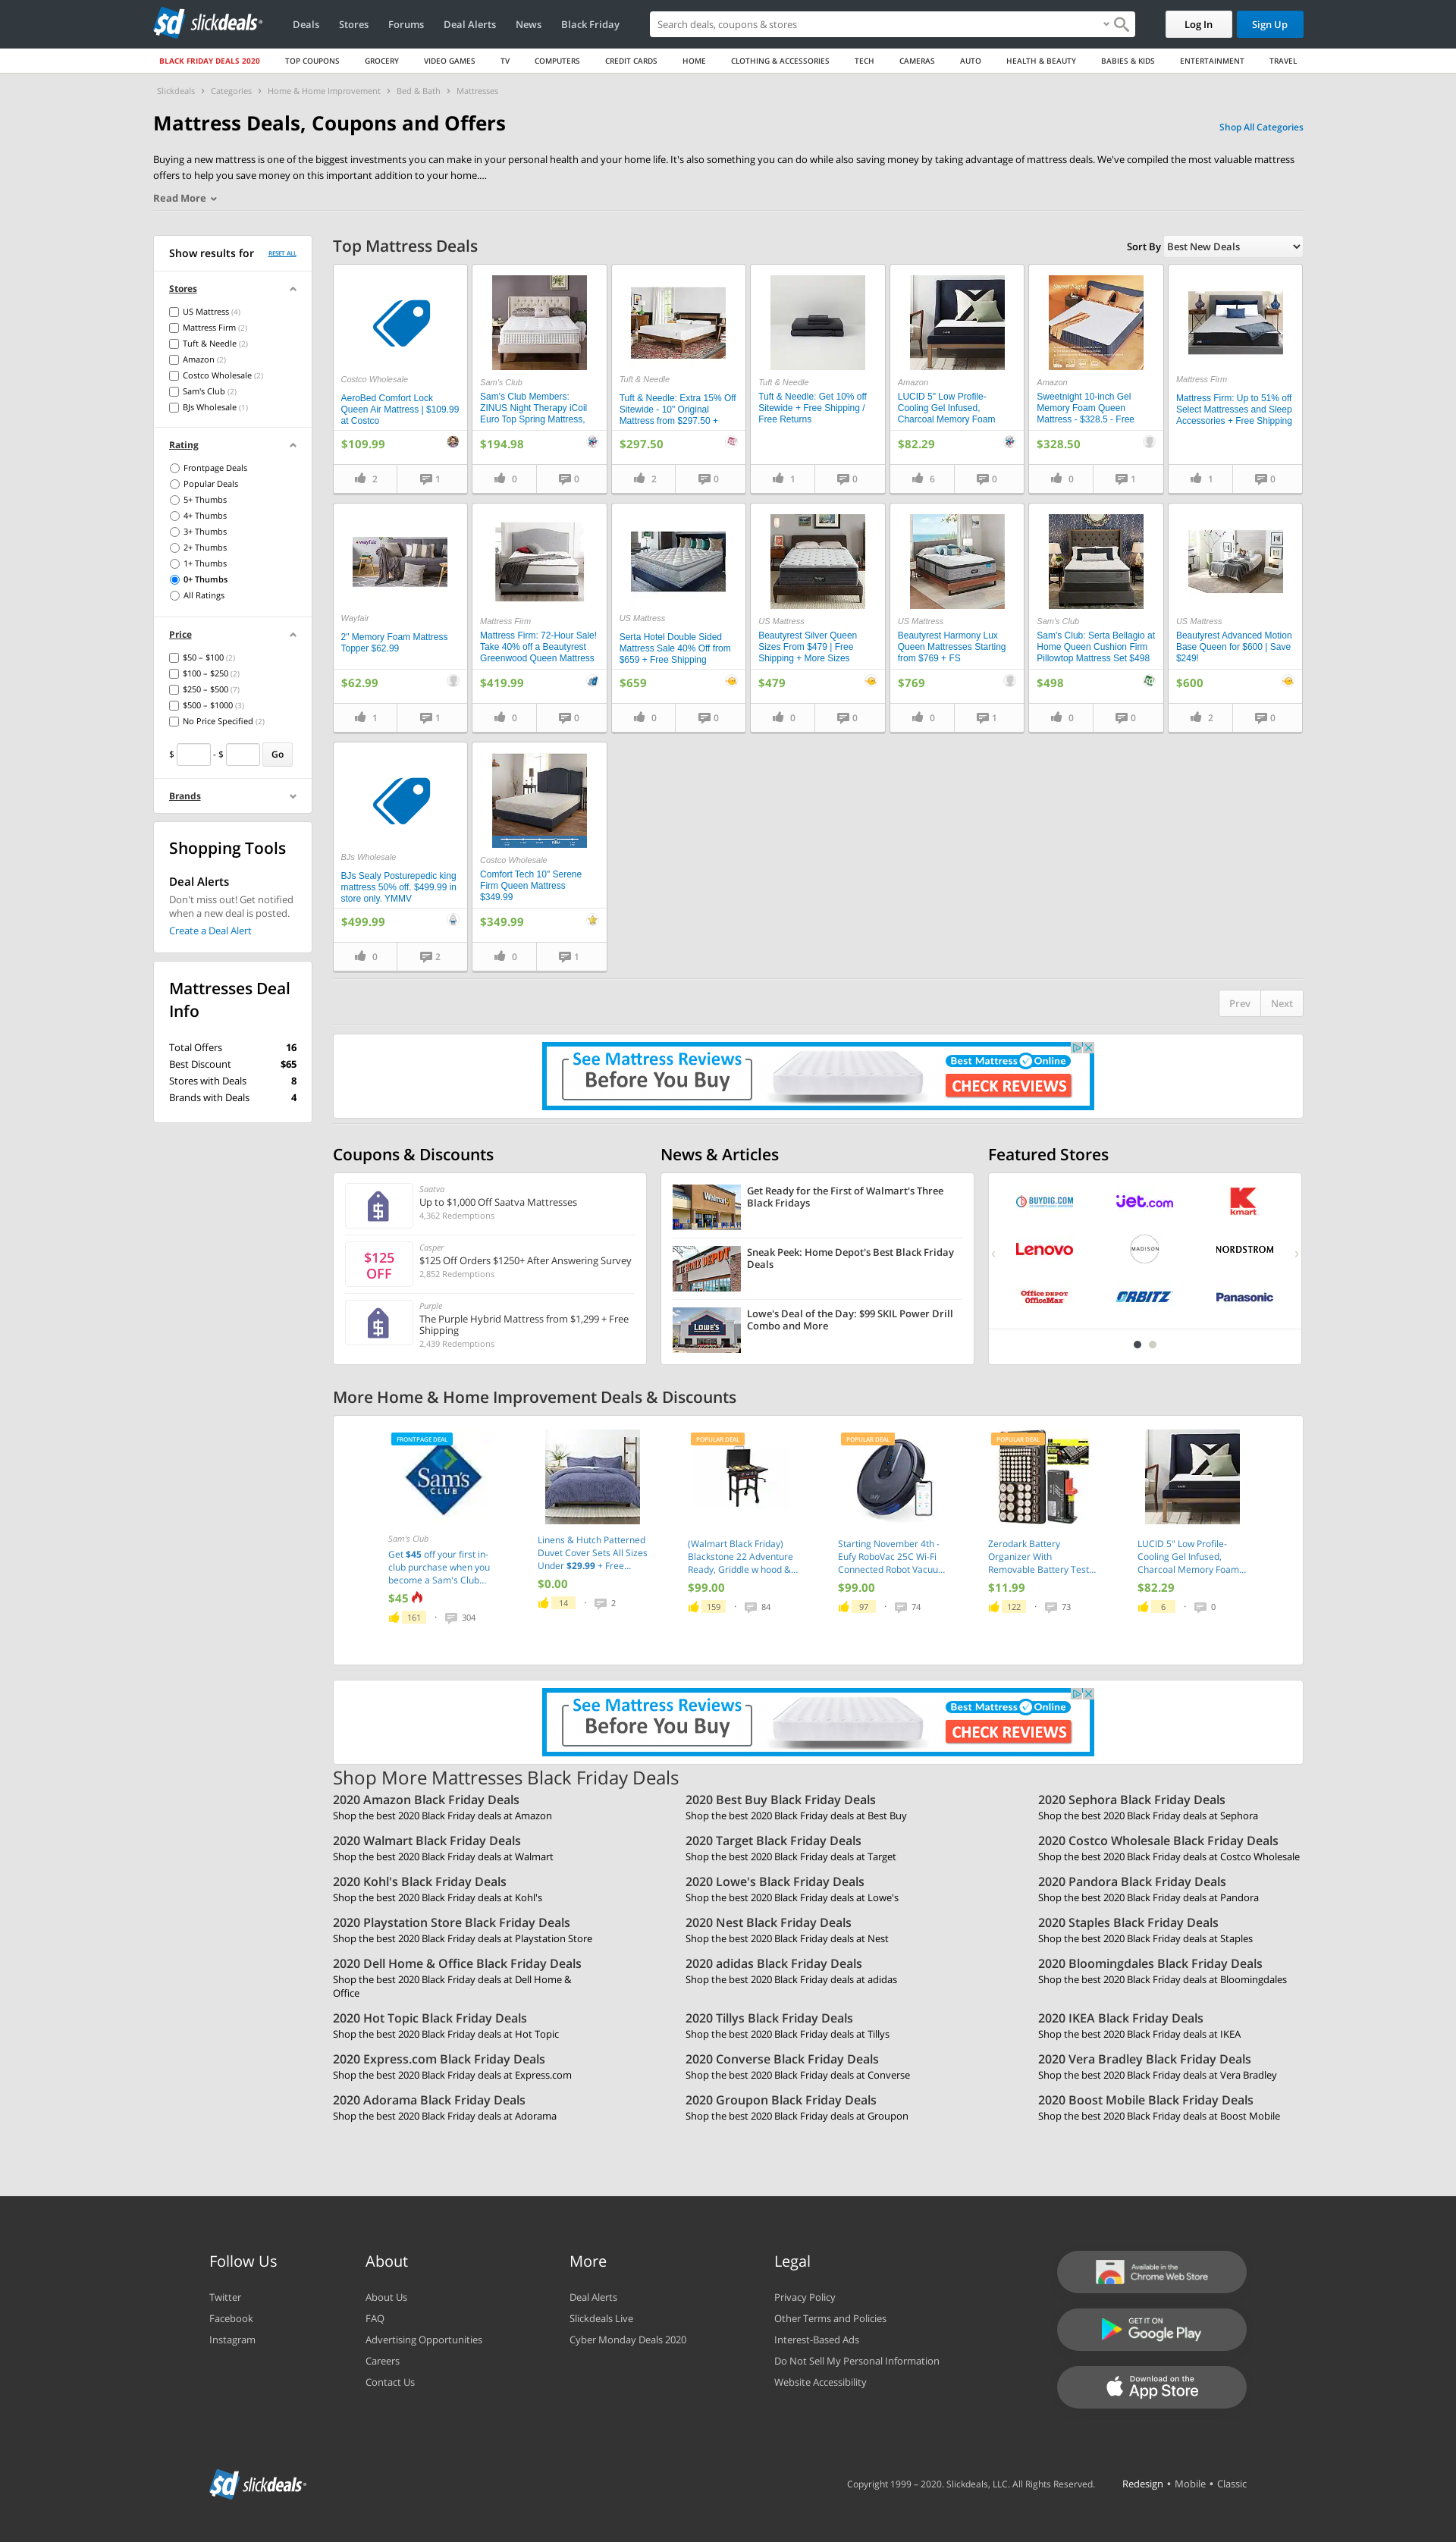 slickdeals
Deals
Stores
Forums
Deal Alerts
News
Black Friday
Search deals, coupons & stores
Log In
Sign Up
BLACK FRIDAY DEALS 2020
TOP COUPONS
GROCERY
VIDEO GAMES
TV
COMPUTERS
CREDIT CARDS
HOME
CLOTHING & ACCESSORIES
TECH
CAMERAS
AUTO
HEALTH & BEAUTY
BABIES & KIDS
ENTERTAINMENT
TRAVEL
Slickdeals › Categories › Home & Home Improvement › Bed & Bath › Mattresses
Mattress Deals, Coupons and Offers
Shop All Categories
Buying a new mattress is one of the biggest investments you can make in your personal health and your home life. It's also something you can do while also saving money by taking advantage of mattress deals. We've compiled the most valuable mattress
offers to help you save money on this important addition to your home....
Read More
Show results for
RESET ALL
Stores
US Mattress (4)
Mattress Firm (2)
Tuft & Needle (2)
Amazon (2)
Costco Wholesale (2)
Sam's Club (2)
BJs Wholesale (1)
Rating
Frontpage Deals
Popular Deals
5+ Thumbs
4+ Thumbs
3+ Thumbs
2+ Thumbs
1+ Thumbs
0+ Thumbs
All Ratings
Price
$50 – $100 (2)
$100 – $250 (2)
$250 – $500 (7)
$500 – $1000 (3)
No Price Specified (2)
$ - $ Go
Brands
Shopping Tools
Deal Alerts
Don't miss out! Get notified
when a new deal is posted.
Create a Deal Alert
Mattresses Deal
Info
Total Offers 16
Best Discount $65
Stores with Deals 8
Brands with Deals 4
Top Mattress Deals
Sort By Best New Deals
Costco Wholesale
AeroBed Comfort Lock
Queen Air Mattress | $109.99
at Costco
$109.99
2
1
Sam's Club
Sam's Club Members:
ZINUS Night Therapy iCoil
Euro Top Spring Mattress,
$194.98
0
0
Tuft & Needle
Tuft & Needle: Extra 15% Off
Sitewide - 10" Original
Mattress from $297.50 +
$297.50
2
0
Tuft & Needle
Tuft & Needle: Get 10% off
Sitewide + Free Shipping /
Free Returns
1
0
Amazon
LUCID 5" Low Profile-
Cooling Gel Infused,
Charcoal Memory Foam
$82.29
6
0
Amazon
Sweetnight 10-inch Gel
Memory Foam Queen
Mattress - $328.5 - Free
$328.50
0
1
Mattress Firm
Mattress Firm: Up to 51% off
Select Mattresses and Sleep
Accessories + Free Shipping
1
0
wayfair
Wayfair
2" Memory Foam Mattress
Topper $62.99
$62.99
1
1
Mattress Firm
Mattress Firm: 72-Hour Sale!
Take 40% off a Beautyrest
Greenwood Queen Mattress
$419.99
0
0
US Mattress
Serta Hotel Double Sided
Mattress Sale 40% Off from
$659 + Free Shipping
$659
0
0
US Mattress
Beautyrest Silver Queen
Sizes From $479 | Free
Shipping + More Sizes
$479
0
0
US Mattress
Beautyrest Harmony Lux
Queen Mattresses Starting
from $769 + FS
$769
0
1
Sam's Club
Sam's Club: Serta Bellagio at
Home Queen Cushion Firm
Pillowtop Mattress Set $498
$498
0
0
US Mattress
Beautyrest Advanced Motion
Base Queen for $600 | Save
$249!
$600
2
0
BJs Wholesale
BJs Sealy Posturepedic king
mattress 50% off. $499.99 in
store only. YMMV
$499.99
0
2
Costco Wholesale
Comfort Tech 10" Serene
Firm Queen Mattress
$349.99
$349.99
0
1
Prev
Next
See Mattress Reviews
Before You Buy
Best Mattress Online
CHECK REVIEWS
Coupons & Discounts
Saatva
Up to $1,000 Off Saatva Mattresses
4,362 Redemptions
$125
OFF
Casper
$125 Off Orders $1250+ After Answering Survey
2,852 Redemptions
Purple
The Purple Hybrid Mattress from $1,299 + Free
Shipping
2,439 Redemptions
News & Articles
Walmart
Get Ready for the First of Walmart's Three
Black Fridays
Sneak Peek: Home Depot's Best Black Friday
Deals
LOWE'S
Lowe's Deal of the Day: $99 SKIL Power Drill
Combo and More
Featured Stores
BUYDIG.COM
Jet.com
kmart
Lenovo
MADISON
NORDSTROM
Office DEPOT
OfficeMax
ORBITZ
Panasonic
More Home & Home Improvement Deals & Discounts
FRONTPAGE DEAL
Sam's
CLUB
Sam's Club
Get $45 off your first in-
club purchase when you
become a Sam's Club...
$45
161
304
Linens & Hutch Patterned
Duvet Cover Sets All Sizes
Under $29.99 + Free...
$0.00
14
2
POPULAR DEAL
(Walmart Black Friday)
Blackstone 22 Adventure
Ready, Griddle w hood &...
$99.00
159
84
POPULAR DEAL
Starting November 4th -
Eufy RoboVac 25C Wi-Fi
Connected Robot Vacuu...
$99.00
97
74
POPULAR DEAL
Zerodark Battery
Organizer With
Removable Battery Test...
$11.99
122
73
LUCID 5" Low Profile-
Cooling Gel Infused,
Charcoal Memory Foam...
$82.29
6
0
See Mattress Reviews
Before You Buy
Best Mattress Online
CHECK REVIEWS
Shop More Mattresses Black Friday Deals
2020 Amazon Black Friday Deals
Shop the best 2020 Black Friday deals at Amazon
2020 Best Buy Black Friday Deals
Shop the best 2020 Black Friday deals at Best Buy
2020 Sephora Black Friday Deals
Shop the best 2020 Black Friday deals at Sephora
2020 Walmart Black Friday Deals
Shop the best 2020 Black Friday deals at Walmart
2020 Target Black Friday Deals
Shop the best 2020 Black Friday deals at Target
2020 Costco Wholesale Black Friday Deals
Shop the best 2020 Black Friday deals at Costco Wholesale
2020 Kohl's Black Friday Deals
Shop the best 2020 Black Friday deals at Kohl's
2020 Lowe's Black Friday Deals
Shop the best 2020 Black Friday deals at Lowe's
2020 Pandora Black Friday Deals
Shop the best 2020 Black Friday deals at Pandora
2020 Playstation Store Black Friday Deals
Shop the best 2020 Black Friday deals at Playstation Store
2020 Nest Black Friday Deals
Shop the best 2020 Black Friday deals at Nest
2020 Staples Black Friday Deals
Shop the best 2020 Black Friday deals at Staples
2020 Dell Home & Office Black Friday Deals
Shop the best 2020 Black Friday deals at Dell Home &
Office
2020 adidas Black Friday Deals
Shop the best 2020 Black Friday deals at adidas
2020 Bloomingdales Black Friday Deals
Shop the best 2020 Black Friday deals at Bloomingdales
2020 Hot Topic Black Friday Deals
Shop the best 2020 Black Friday deals at Hot Topic
2020 Tillys Black Friday Deals
Shop the best 2020 Black Friday deals at Tillys
2020 IKEA Black Friday Deals
Shop the best 2020 Black Friday deals at IKEA
2020 Express.com Black Friday Deals
Shop the best 2020 Black Friday deals at Express.com
2020 Converse Black Friday Deals
Shop the best 2020 Black Friday deals at Converse
2020 Vera Bradley Black Friday Deals
Shop the best 2020 Black Friday deals at Vera Bradley
2020 Adorama Black Friday Deals
Shop the best 2020 Black Friday deals at Adorama
2020 Groupon Black Friday Deals
Shop the best 2020 Black Friday deals at Groupon
2020 Boost Mobile Black Friday Deals
Shop the best 2020 Black Friday deals at Boost Mobile
Follow Us
Twitter
Facebook
Instagram
About
About Us
FAQ
Advertising Opportunities
Careers
Contact Us
More
Deal Alerts
Slickdeals Live
Cyber Monday Deals 2020
Legal
Privacy Policy
Other Terms and Policies
Interest-Based Ads
Do Not Sell My Personal Information
Website Accessibility
Available in the
Chrome Web Store
GET IT ON
Google Play
Download on the
App Store
slickdeals
Copyright 1999 – 2020. Slickdeals, LLC. All Rights Reserved.
Redesign • Mobile • Classic